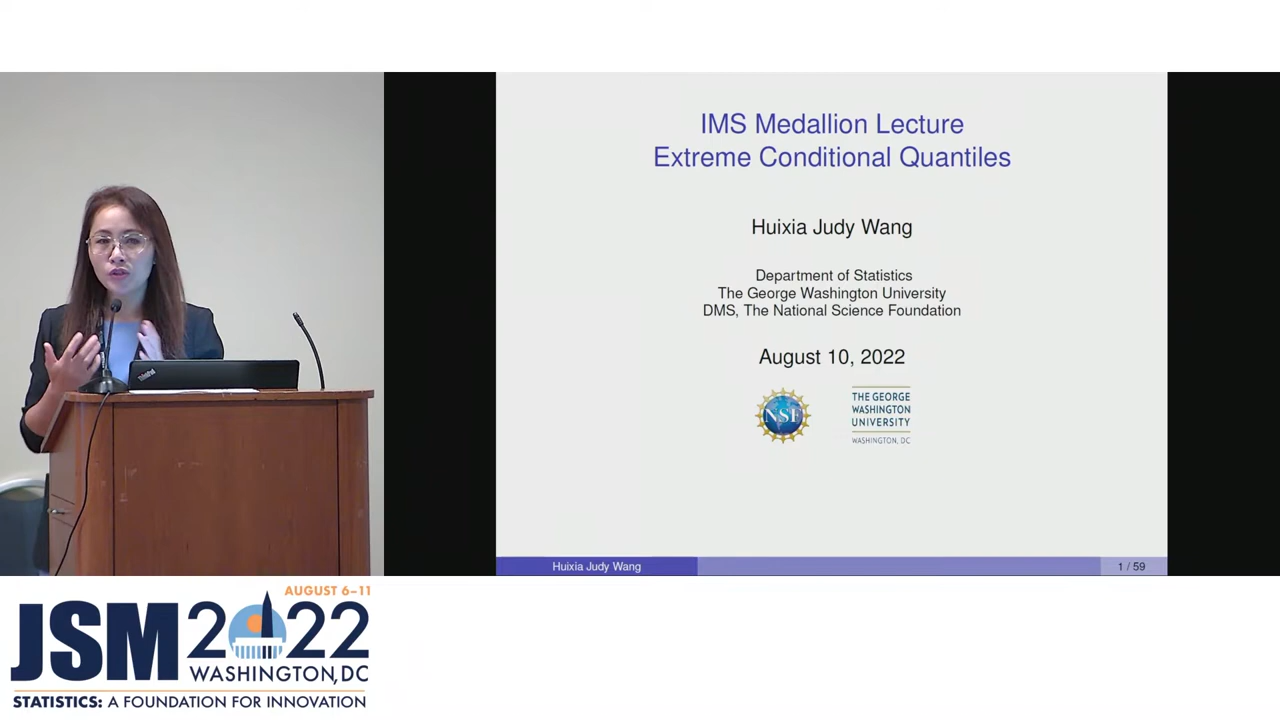 IMS Medallion Lecture
Extreme Conditional Quantiles
Huixia Judy Wang
Department of Statistics
The George Washington University
DMS, The National Science Foundation
August 10, 2022
NSF
THE GEORGE
WASHINGTON
UNIVERSITY
WASHINGTON, DC
Huixia Judy Wang
1 / 59
ThinkPad
AUGUST 6–11
JSM 2022
WASHINGTON, DC
STATISTICS: A FOUNDATION FOR INNOVATION